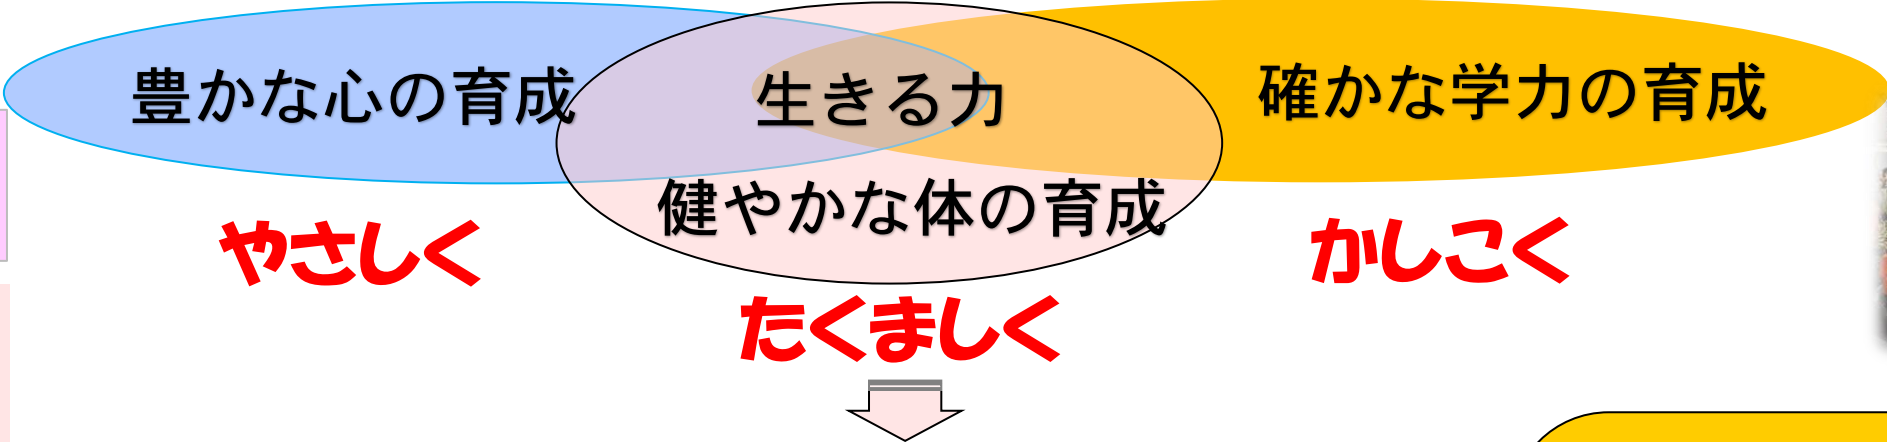 豊かな心の育成
生きる力
確かな学力の育成
健やかな体の育成
やさしく
かしこく
たくましく